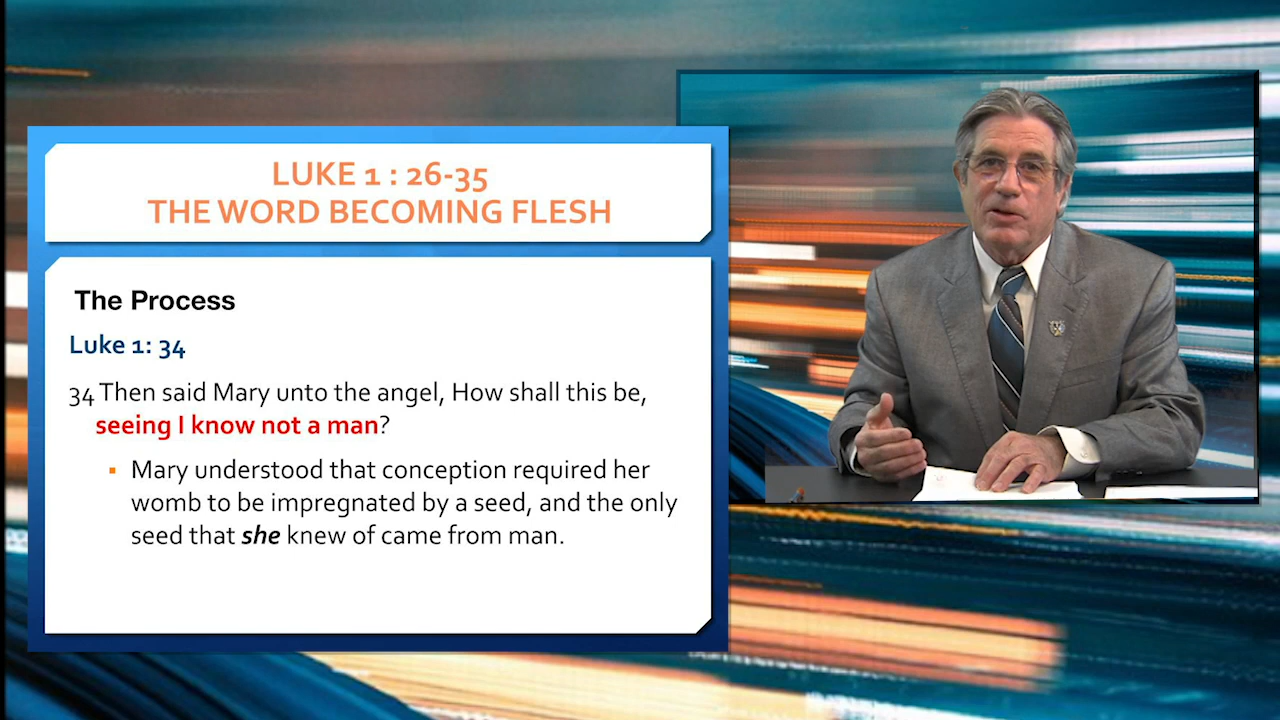 LUKE 1 : 26-35
THE WORD BECOMING FLESH
The Process
Luke 1: 34
34 Then said Mary unto the angel, How shall this be,
seeing I know not a man?
▪ Mary understood that conception required her
womb to be impregnated by a seed, and the only
seed that she knew of came from man.